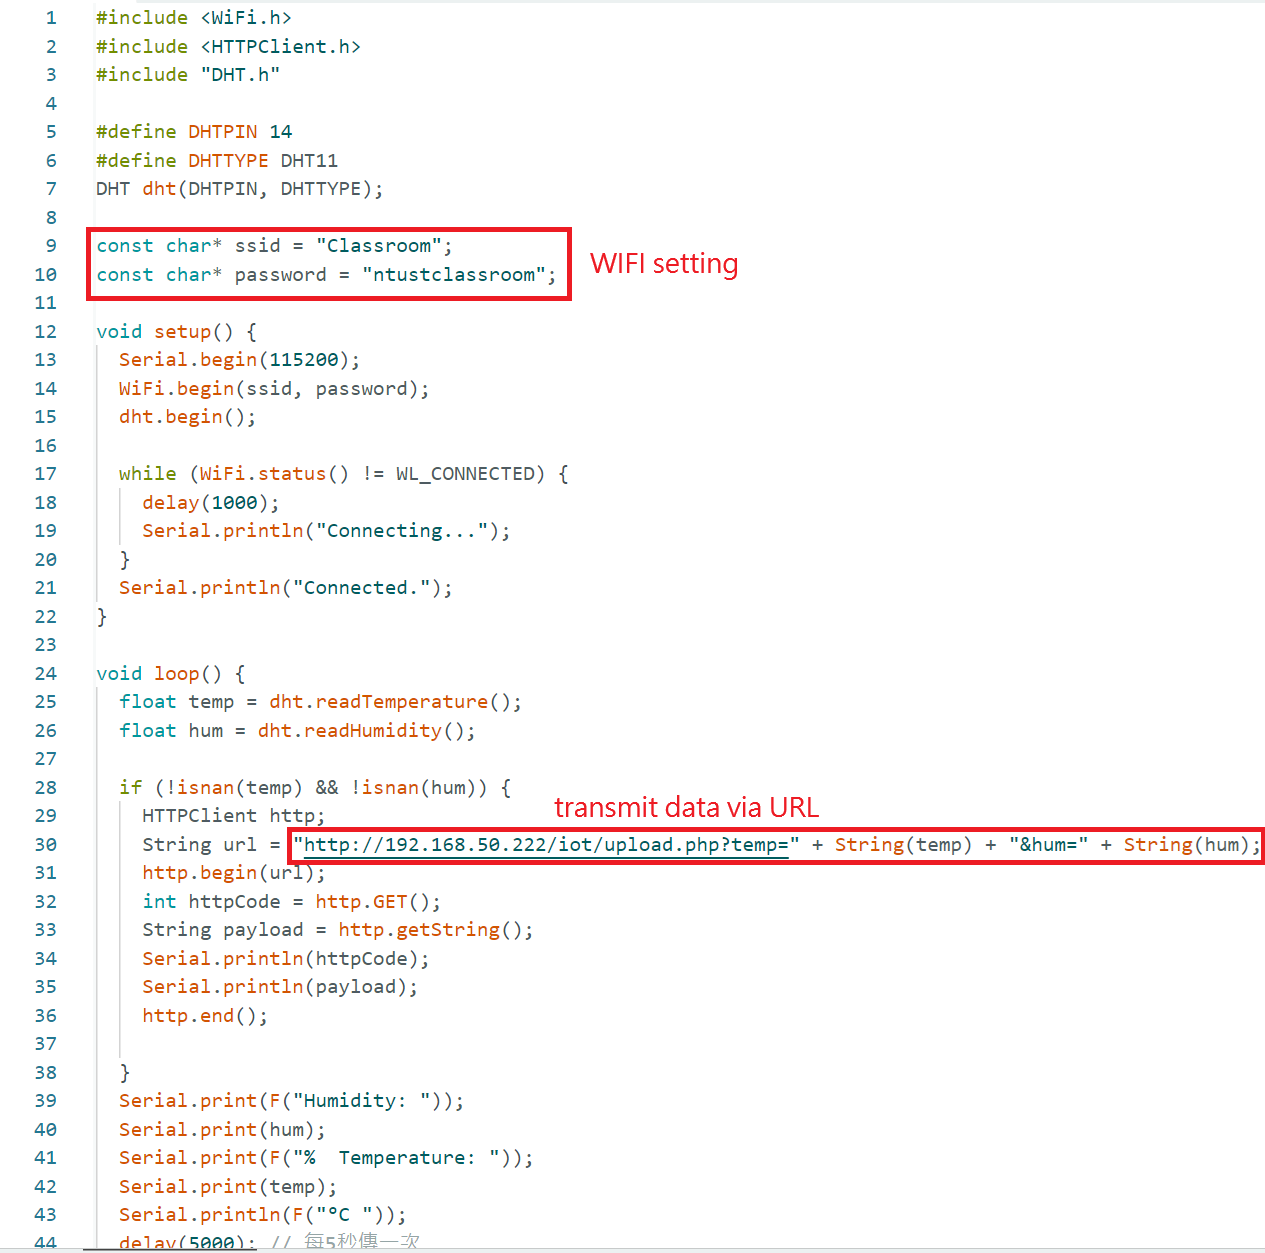 1 #include <WiFi.h>
2 #include <HTTPClient.h>
3 #include "DHT.h"
4
5 #define DHTPIN 14
6 #define DHTTYPE DHT11
7 DHT dht(DHTPIN, DHTTYPE);
8
9 const char* ssid = "Classroom";
WIFI setting
10 const char* password = "ntustclassroom";
11
12 void setup() {
13 Serial.begin(115200);
14 WiFi.begin(ssid, password);
15 dht.begin();
16
17 while (WiFi.status() != WL_CONNECTED) {
18 delay(1000);
19 Serial.println("Connecting...");
20 }
21 Serial.println("Connected.");
22 }
23
24 void loop() {
25 float temp = dht.readTemperature();
26 float hum = dht.readHumidity();
27
28 if (!isnan(temp) && !isnan(hum)) {
transmit data via URL
29 HTTPClient http;
30 String url = "http://192.168.50.222/iot/upload.php?temp=" + String(temp) + "&hum=" + String(hum);
31 http.begin(url);
32 int httpCode = http.GET();
33 String payload = http.getString();
34 Serial.println(httpCode);
35 Serial.println(payload);
36 http.end();
37
38 }
39 Serial.print(F("Humidity: "));
40 Serial.print(hum);
41 Serial.print(F("%  Temperature: "));
42 Serial.print(temp);
43 Serial.println(F("°C "));
44 delay(5000); // 每5秒傳一次